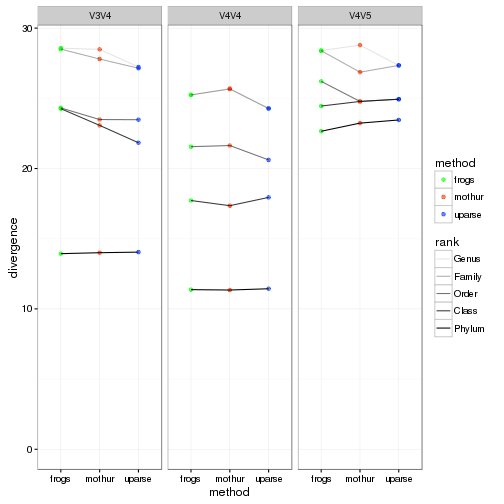 V3V4 V4V4 V4V5
30
20
10
0
divergence
frogs mothur uparse frogs mothur uparse frogs mothur uparse
method
method
frogs
mothur
uparse
rank
Genus
Family
Order
Class
Phylum